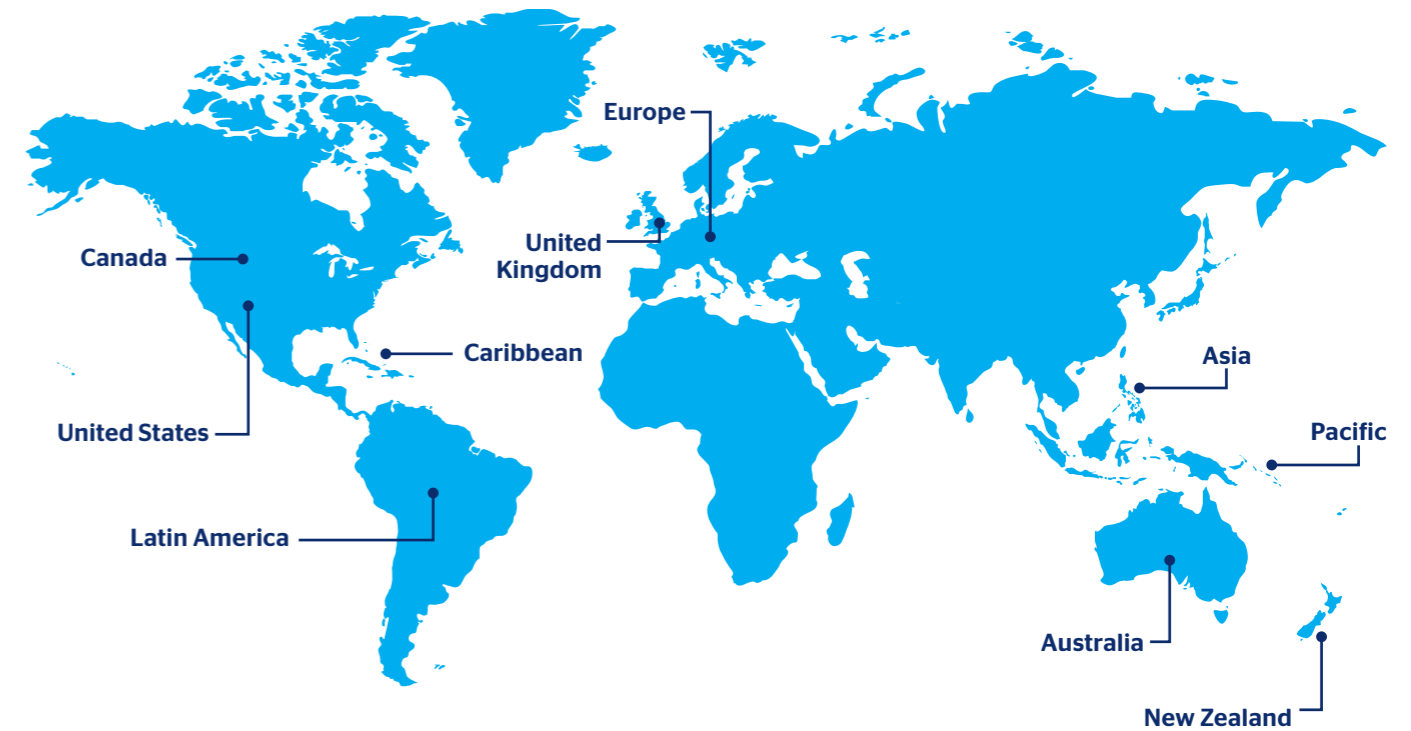 Europe
United
Kingdom
Canada
Caribbean
Asia
United States
Pacific
Latin America
Australia
New Zealand